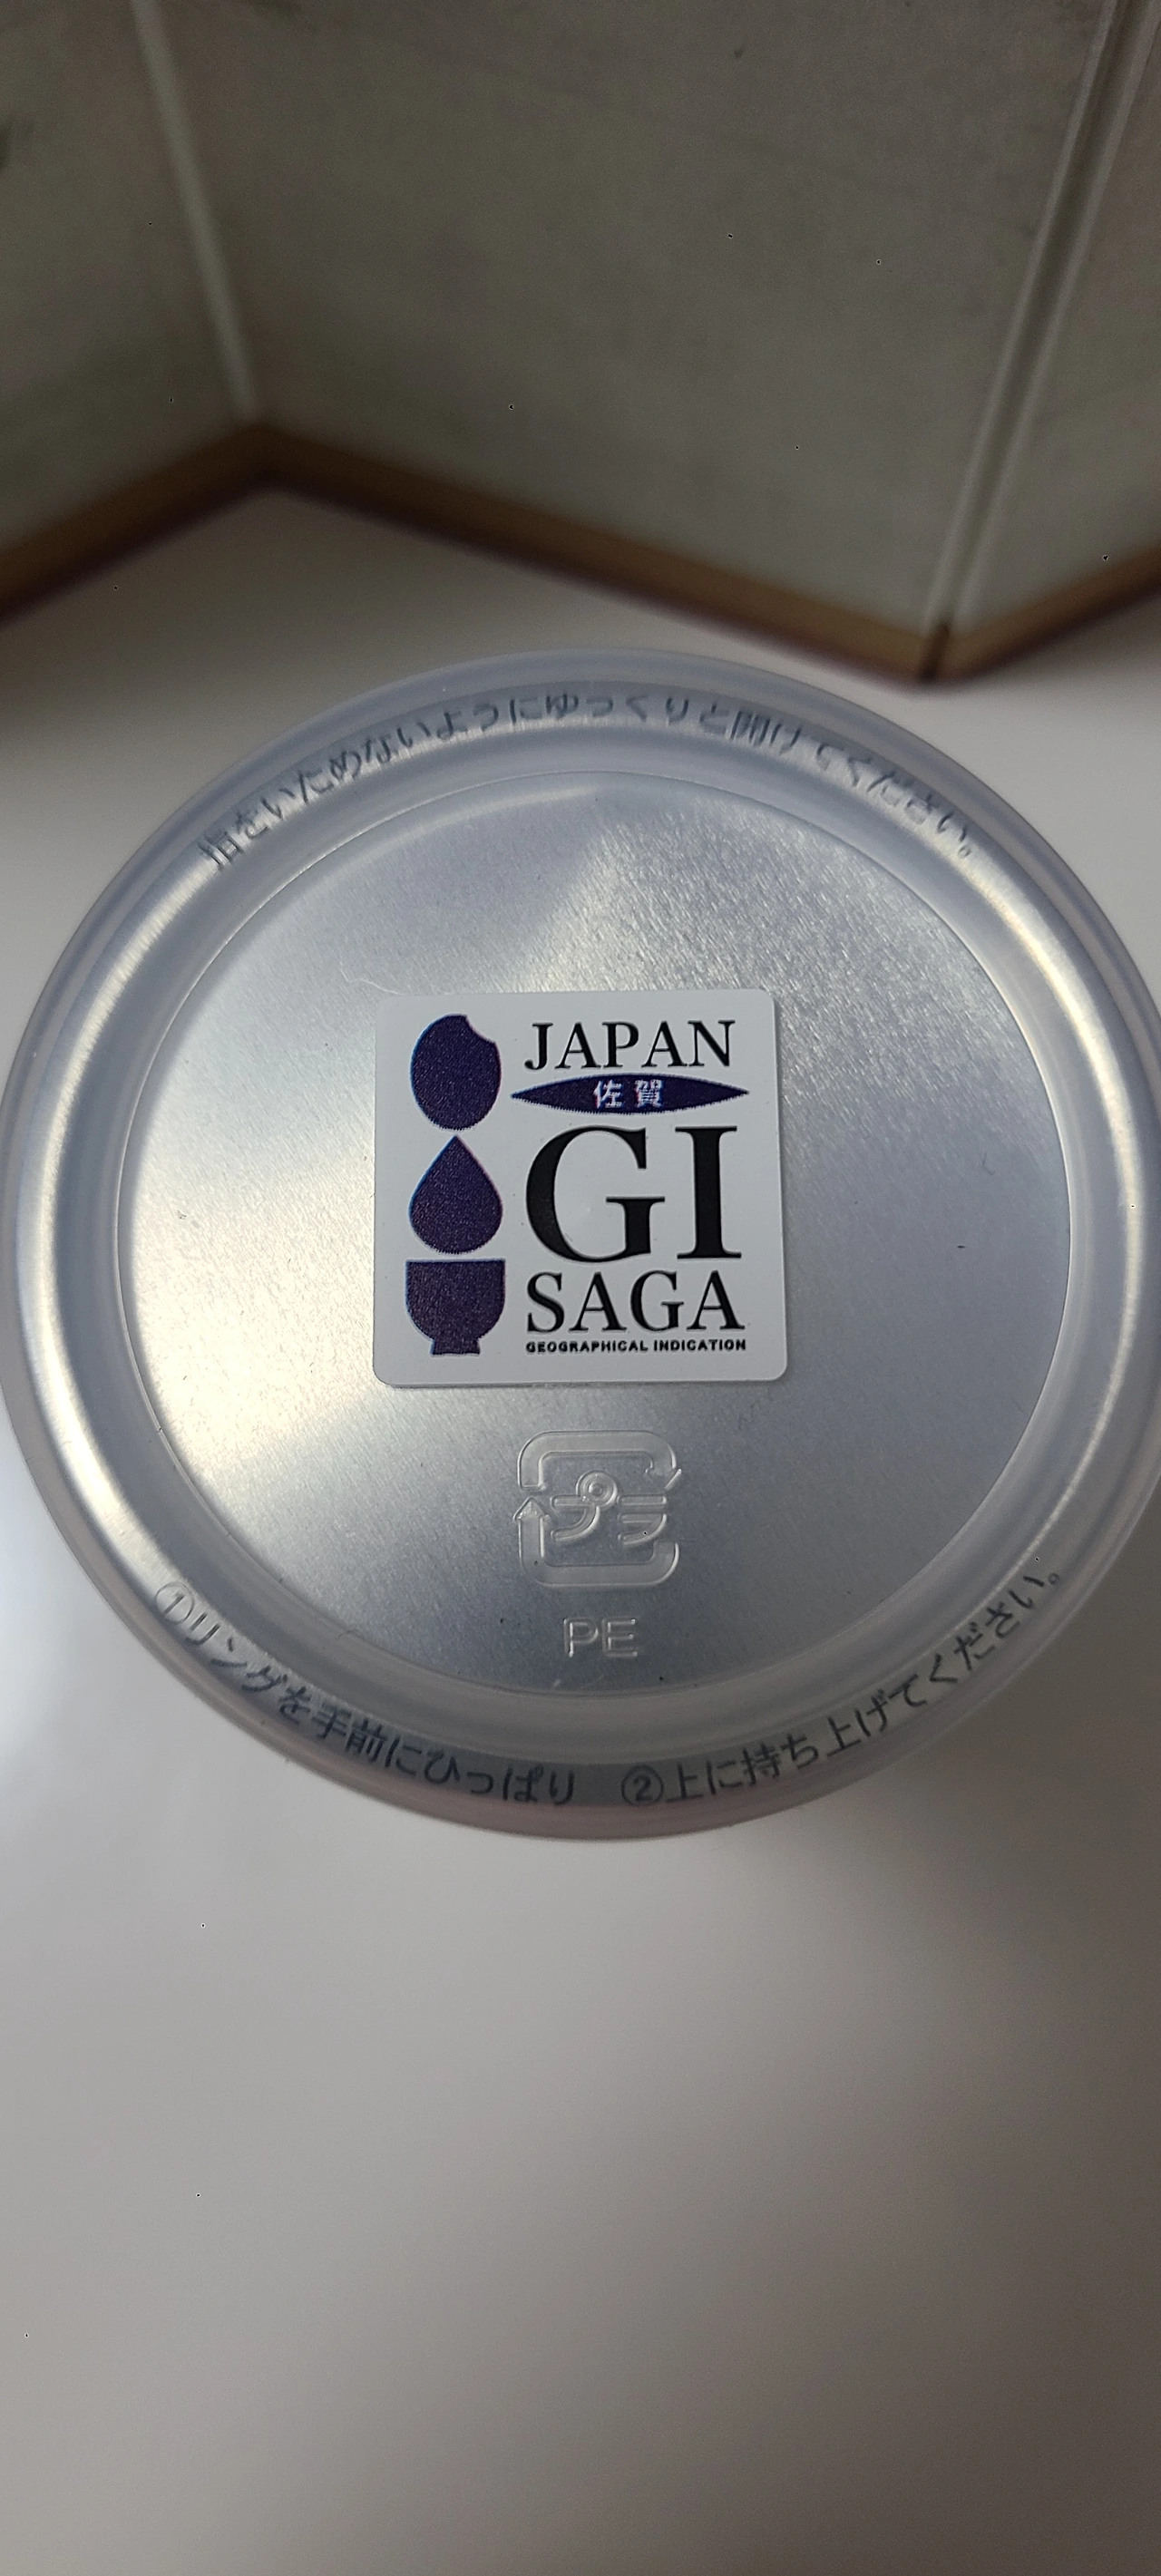 指をいためないようにゆっくりと開けてください。
JAPAN
佐賀
GI
SAGA
GEOGRAPHICAL INDICATION
プラ
PE
①リングを手前にひっぱり ②上に持ち上げてください。